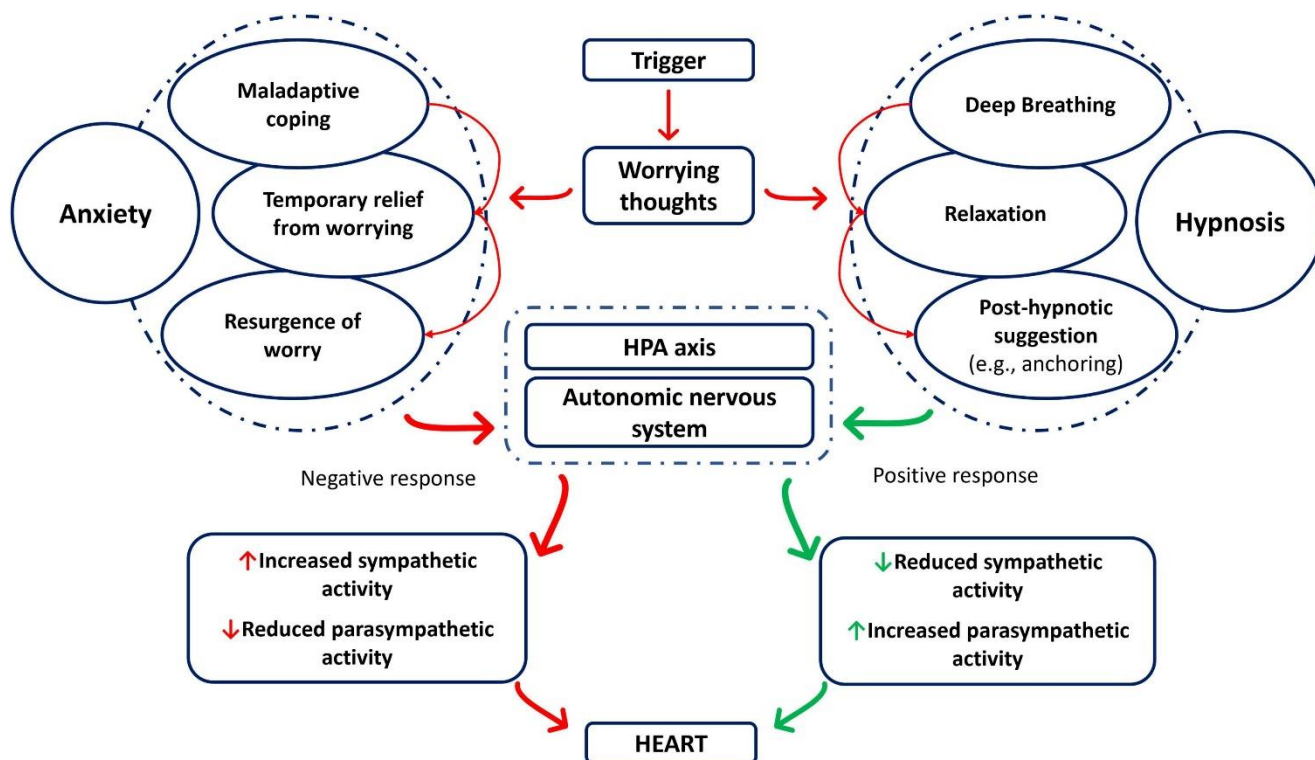 Trigger
Worrying
thoughts
Anxiety
Maladaptive
coping
Temporary relief
from worrying
Resurgence of
worry
Deep Breathing
Relaxation
Post-hypnotic
suggestion
(e.g., anchoring)
Hypnosis
HPA axis
Autonomic nervous
system
Negative response
Positive response
↑Increased sympathetic
activity
↓Reduced parasympathetic
activity
↓Reduced sympathetic
activity
↑Increased parasympathetic
activity
HEART